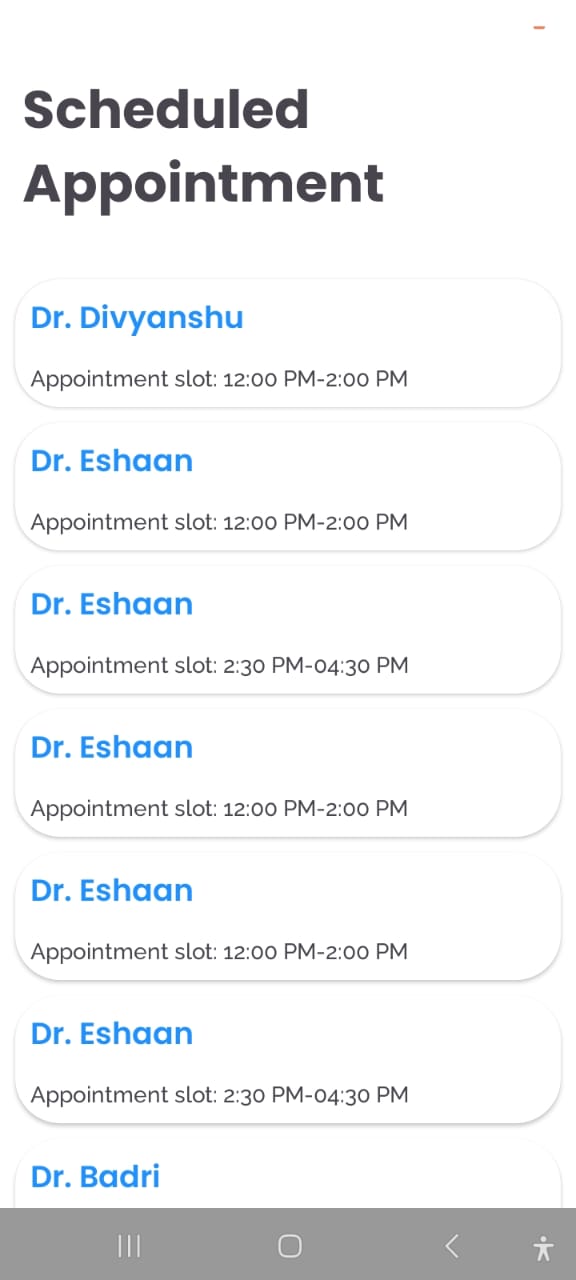 Scheduled
Appointment
Dr. Divyanshu
Appointment slot: 12:00 PM-2:00 PM
Dr. Eshaan
Appointment slot: 12:00 PM-2:00 PM
Dr. Eshaan
Appointment slot: 2:30 PM-04:30 PM
Dr. Eshaan
Appointment slot: 12:00 PM-2:00 PM
Dr. Eshaan
Appointment slot: 12:00 PM-2:00 PM
Dr. Eshaan
Appointment slot: 2:30 PM-04:30 PM
Dr. Badri